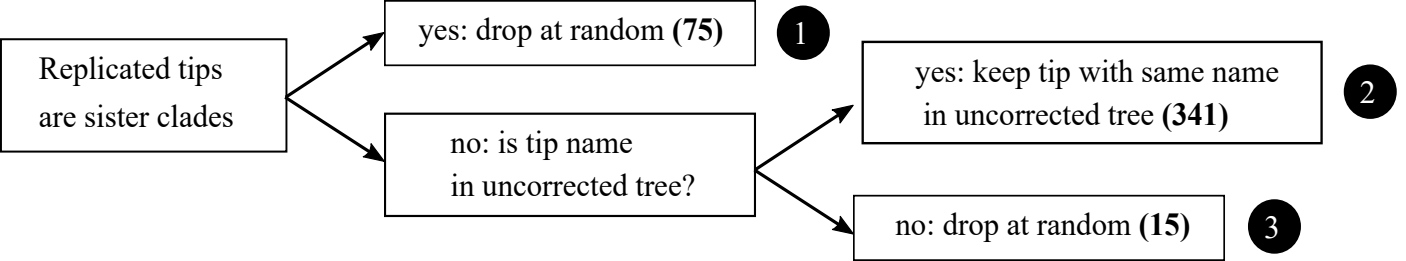 Replicated tips
are sister clades
yes: drop at random (75)
1
no: is tip name
in uncorrected tree?
yes: keep tip with same name
in uncorrected tree (341)
2
no: drop at random (15)
3